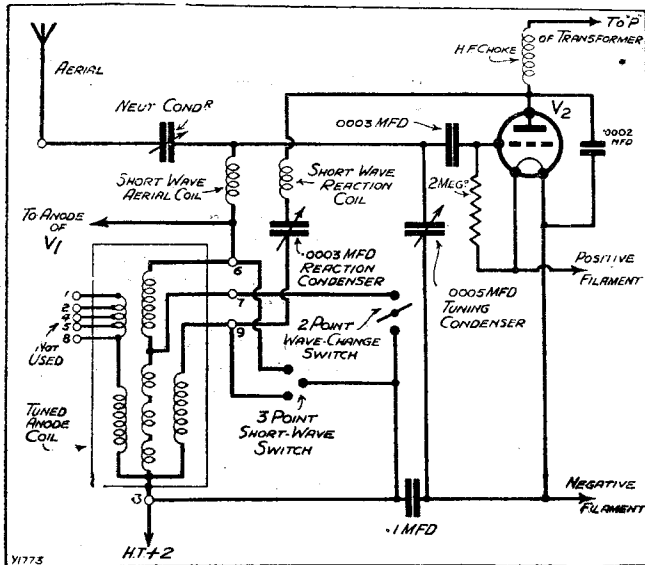 TO "P"
OF TRANSFORMER
H F CHOKE
AERIAL
NEUT COND^R
.0003 MFD
V2
.0002
MFD
SHORT WAVE
AERIAL COIL
SHORT WAVE
REACTION
COIL
2 MEG^S
TO ANODE
OF
V1
.0003 MFD
REACTION
CONDENSER
POSITIVE
FILAMENT
.0005 MFD
TUNING
CONDENSER
6
7
9
1
2
4
5
8
NOT
USED
2 POINT
WAVE-CHANGE
SWITCH
3 POINT
SHORT-WAVE
SWITCH
TUNED
ANODE
COIL
3
NEGATIVE
FILAMENT
.1 MFD
H.T.+2
Y1773